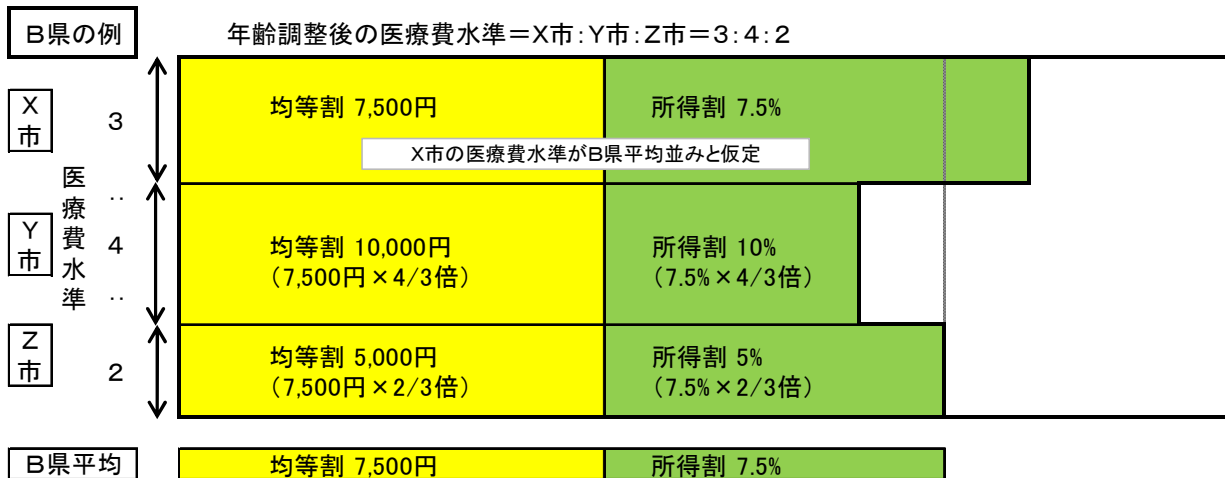 B県の例
年齢調整後の医療費水準＝X市：Y市：Z市＝3：4：2
X市
3
均等割 7,500円
所得割 7.5%
X市の医療費水準がB県平均並みと仮定
医療費水準
‥
Y市
4
均等割 10,000円
（7,500円×4/3倍）
所得割 10%
（7.5%×4/3倍）
‥
Z市
2
均等割 5,000円
（7,500円×2/3倍）
所得割 5%
（7.5%×2/3倍）
B県平均
均等割 7,500円
所得割 7.5%